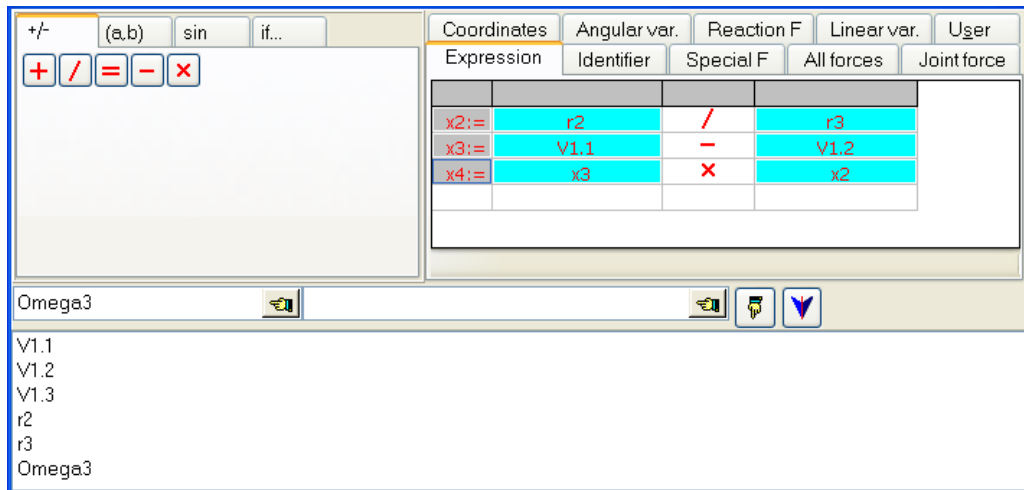 +/- (a,b) sin if...
Coordinates Angular var. Reaction F Linear var. User
Expression Identifier Special F All forces Joint force
+ / = − ×
x2:= r2 / r3
x3:= V1.1 − V1.2
x4:= x3 × x2
Omega3
V1.1
V1.2
V1.3
r2
r3
Omega3